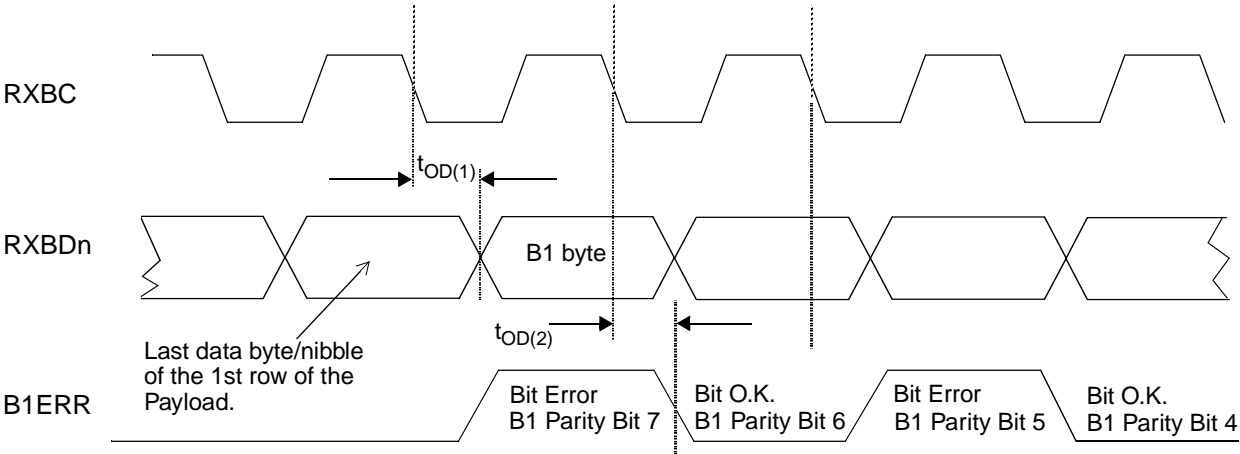 RXBC
tOD(1)
RXBDn
B1 byte
tOD(2)
Last data byte/nibble
of the 1st row of the
Payload.
B1ERR
Bit Error
B1 Parity Bit 7
Bit O.K.
B1 Parity Bit 6
Bit Error
B1 Parity Bit 5
Bit O.K.
B1 Parity Bit 4